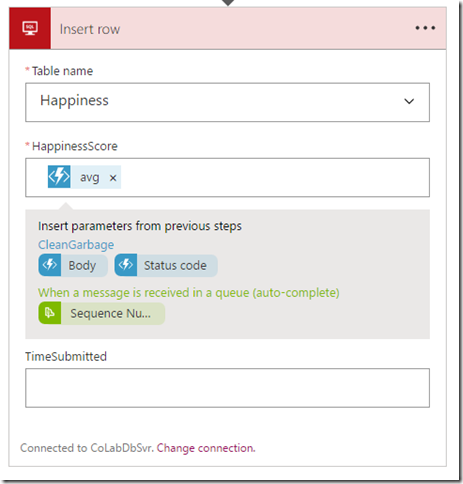 SQL
Insert row
* Table name
Happiness
* HappinessScore
avg ×
Insert parameters from previous steps
CleanGarbage
Body Status code
When a message is received in a queue (auto-complete)
Sequence Nu...
TimeSubmitted
Connected to CoLabDbSvr. Change connection.